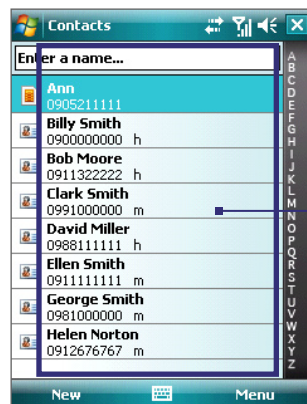 Contacts
Enter a name...
Ann
0905211111
Billy Smith
0900000000 h
Bob Moore
0911322222 h
Clark Smith
0991000000 m
David Miller
0988111111 h
Ellen Smith
0911111111 m
George Smith
0981000000 m
Helen Norton
0912676767 m
A
B
C
D
E
F
G
H
I
J
K
L
M
N
O
P
Q
R
S
T
U
V
W
X
Y
Z
New Menu